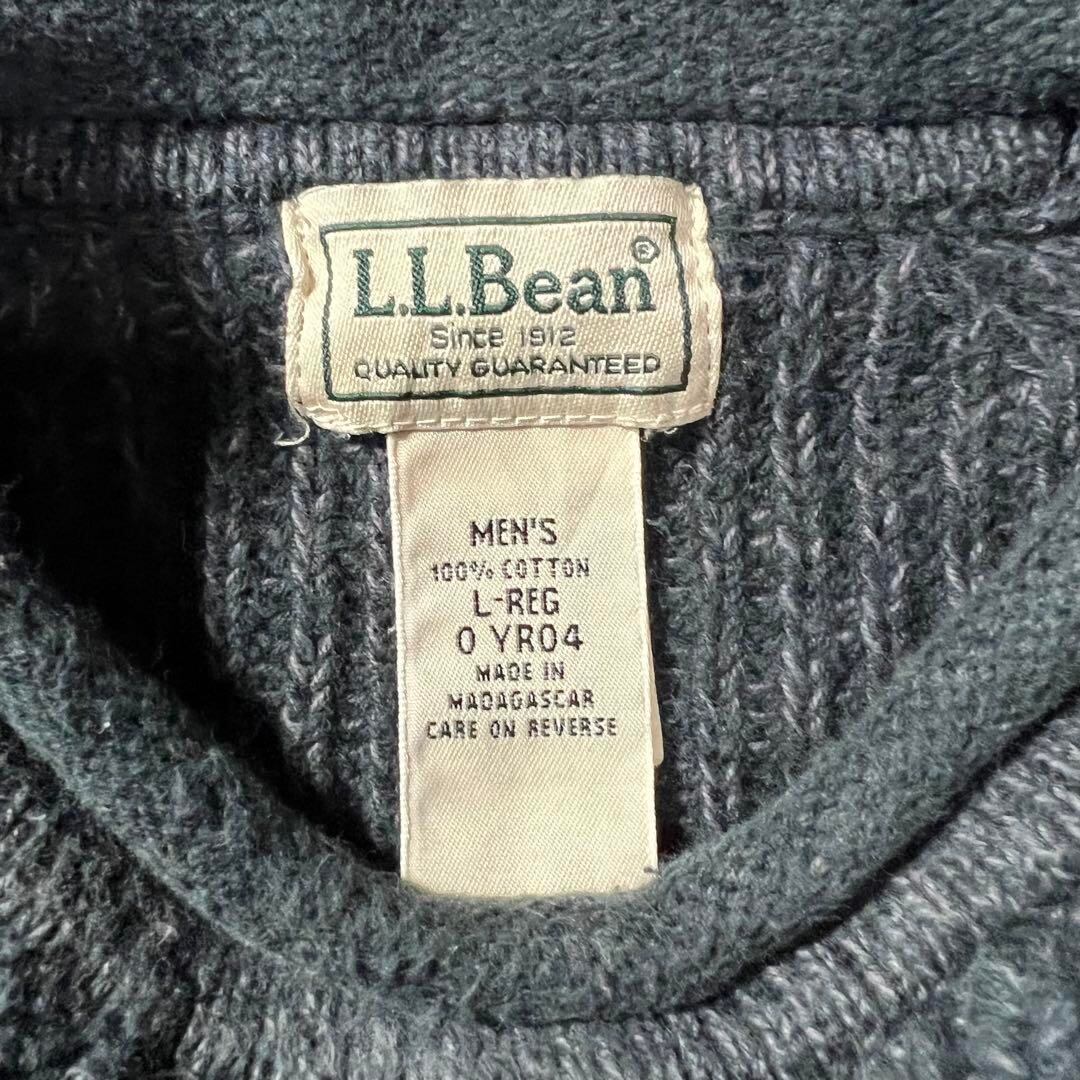 L.L.Bean®
Since 1912
QUALITY GUARANTEED
MEN'S
100% COTTON
L-REG
0 YR04
MADE IN
MADAGASCAR
CARE ON REVERSE